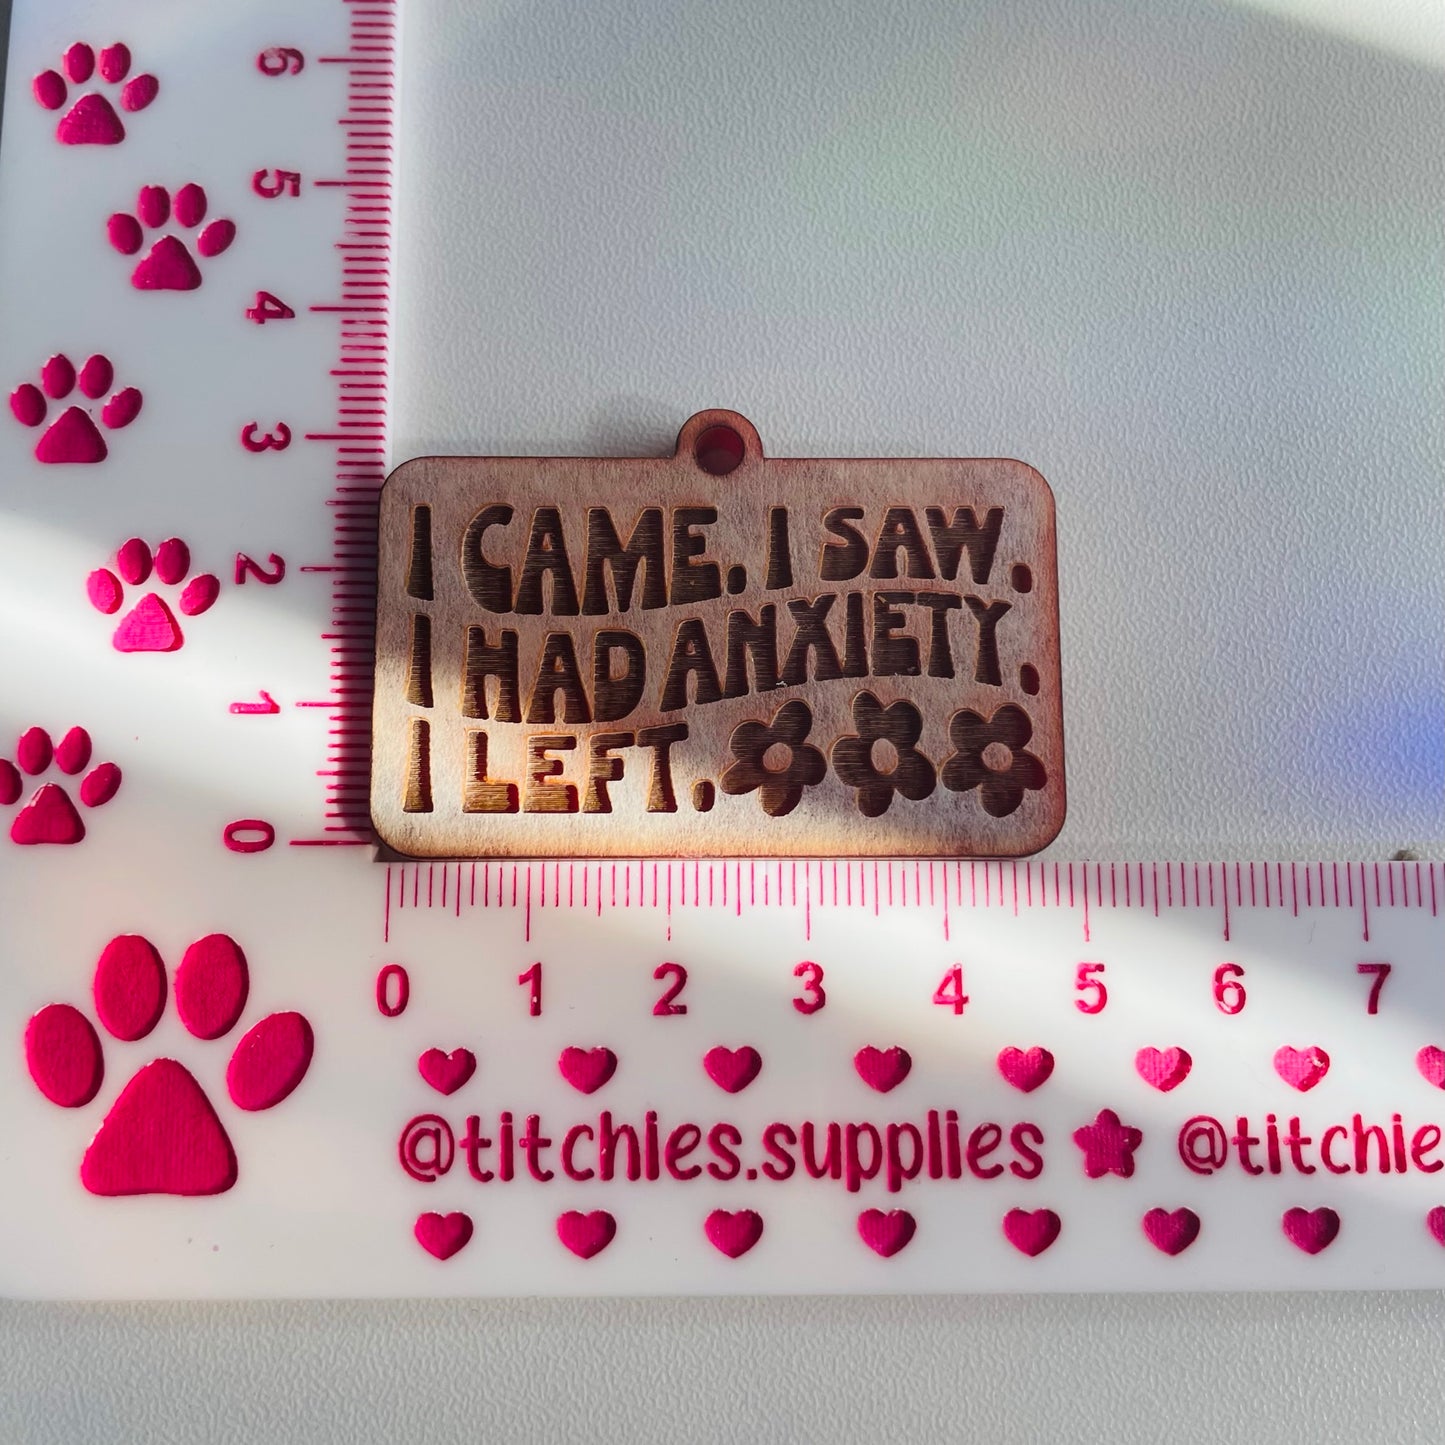 6
5
4
3
2
1
0
I CAME. I SAW.
I HAD ANXIETY.
I LEFT.
0 1 2 3 4 5 6 7
@titchies.supplies @titchie